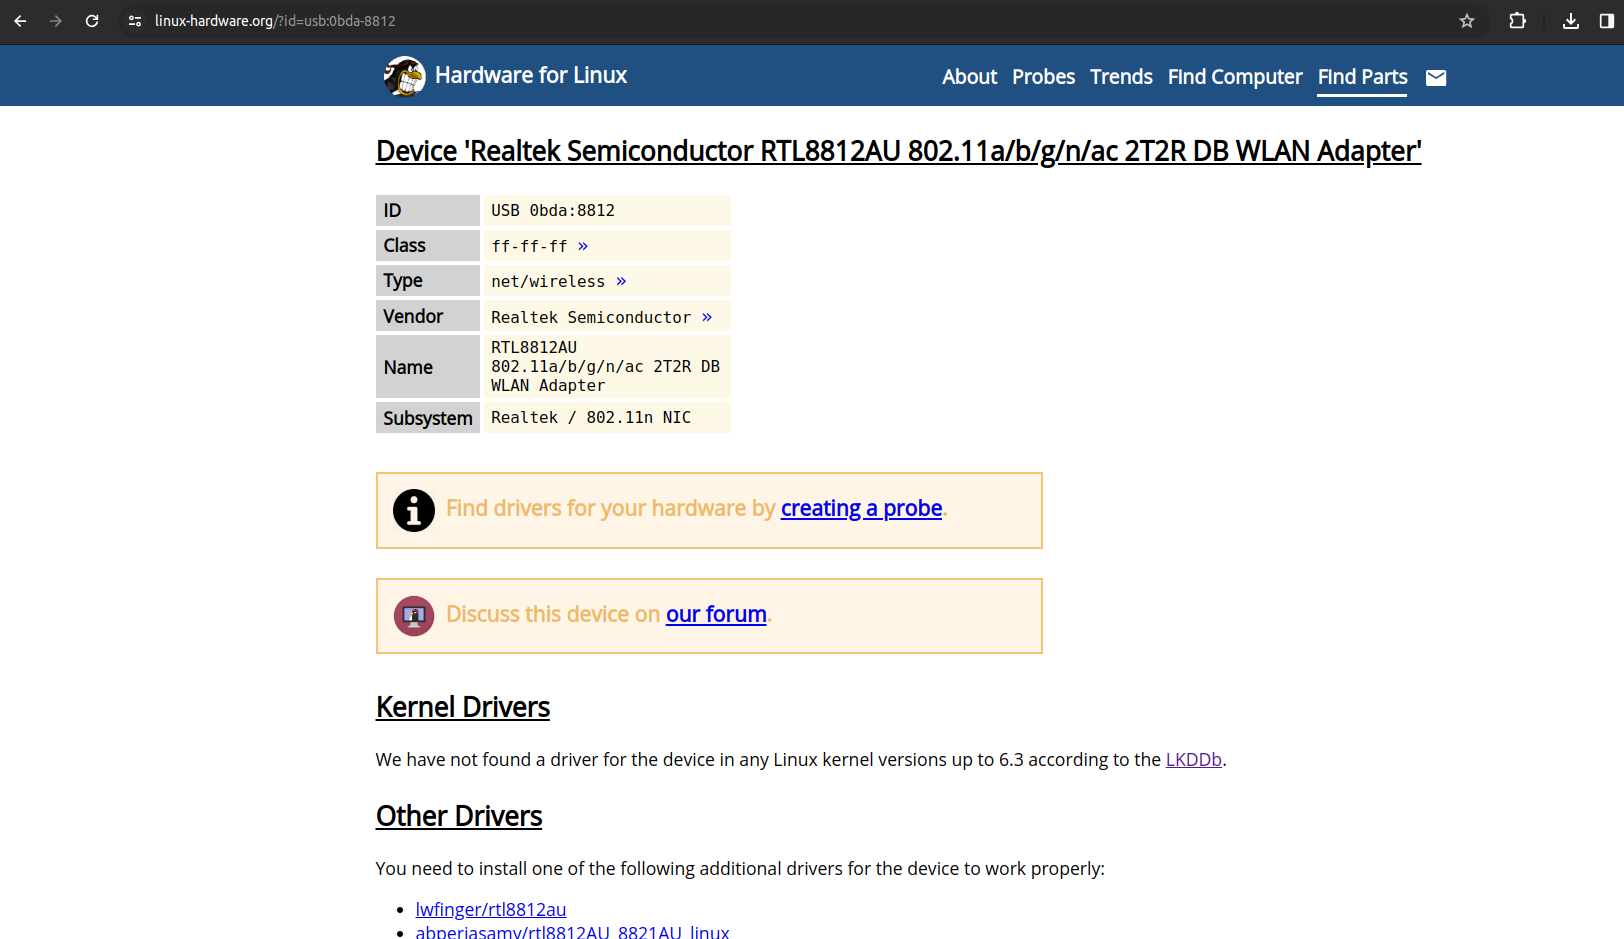 linux-hardware.org/?id=usb:0bda-8812
Hardware for Linux
About Probes Trends Find Computer Find Parts
Device 'Realtek Semiconductor RTL8812AU 802.11a/b/g/n/ac 2T2R DB WLAN Adapter'
ID USB 0bda:8812
Class ff-ff-ff »
Type net/wireless »
Vendor Realtek Semiconductor »
Name RTL8812AU
802.11a/b/g/n/ac 2T2R DB
WLAN Adapter
Subsystem Realtek / 802.11n NIC
Find drivers for your hardware by creating a probe.
Discuss this device on our forum.
Kernel Drivers
We have not found a driver for the device in any Linux kernel versions up to 6.3 according to the LKDDb.
Other Drivers
You need to install one of the following additional drivers for the device to work properly:
• lwfinger/rtl8812au
• abperiasamy/rtl8812AU_8821AU_linux